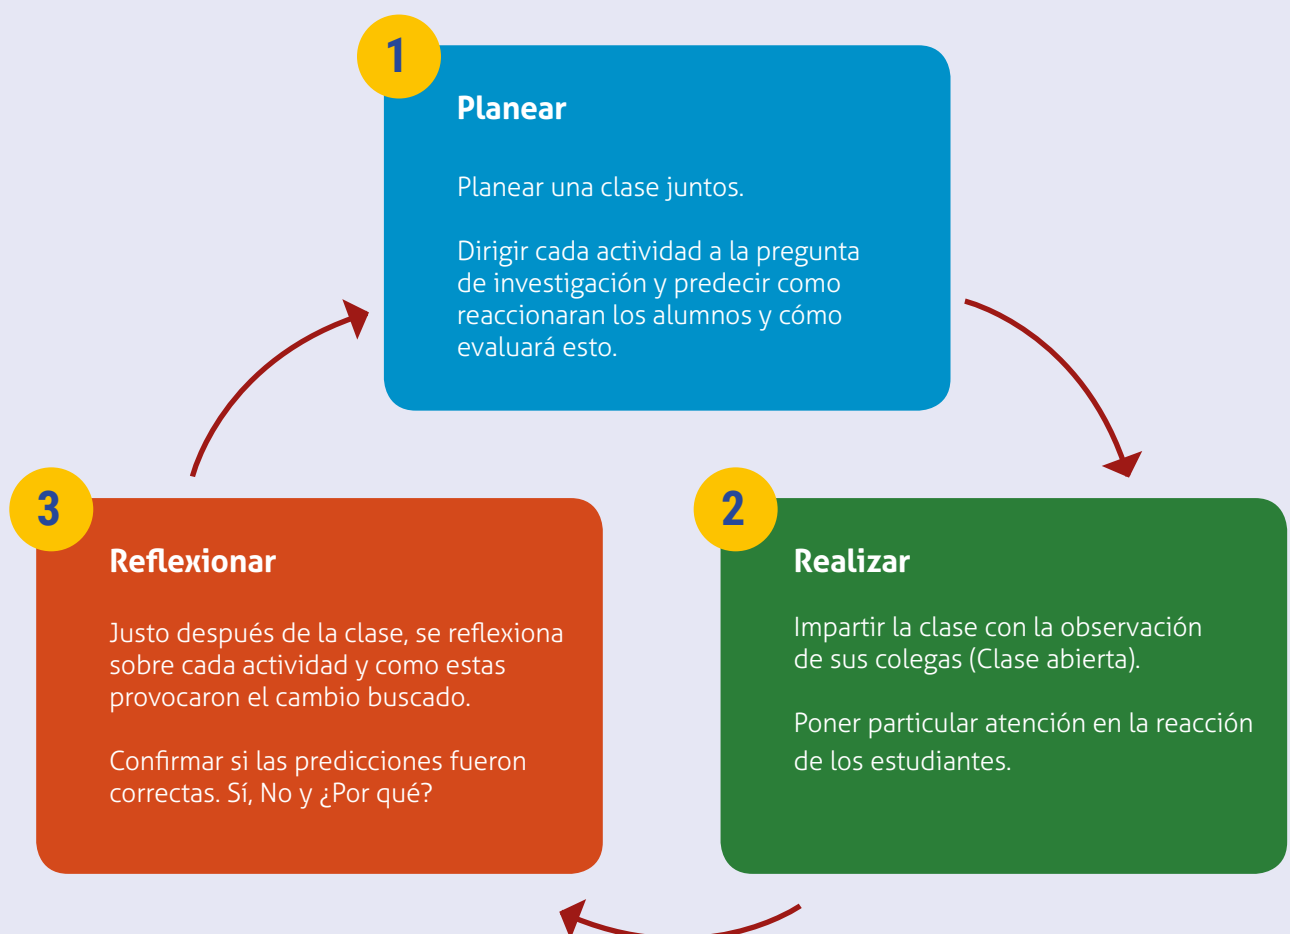 1
Planear
Planear una clase juntos.
Dirigir cada actividad a la pregunta
de investigación y predecir como
reaccionaran los alumnos y cómo
evaluará esto.
2
Realizar
Impartir la clase con la observación
de sus colegas (Clase abierta).
Poner particular atención en la reacción
de los estudiantes.
3
Reflexionar
Justo después de la clase, se reflexiona
sobre cada actividad y como estas
provocaron el cambio buscado.
Confirmar si las predicciones fueron
correctas. Sí, No y ¿Por qué?